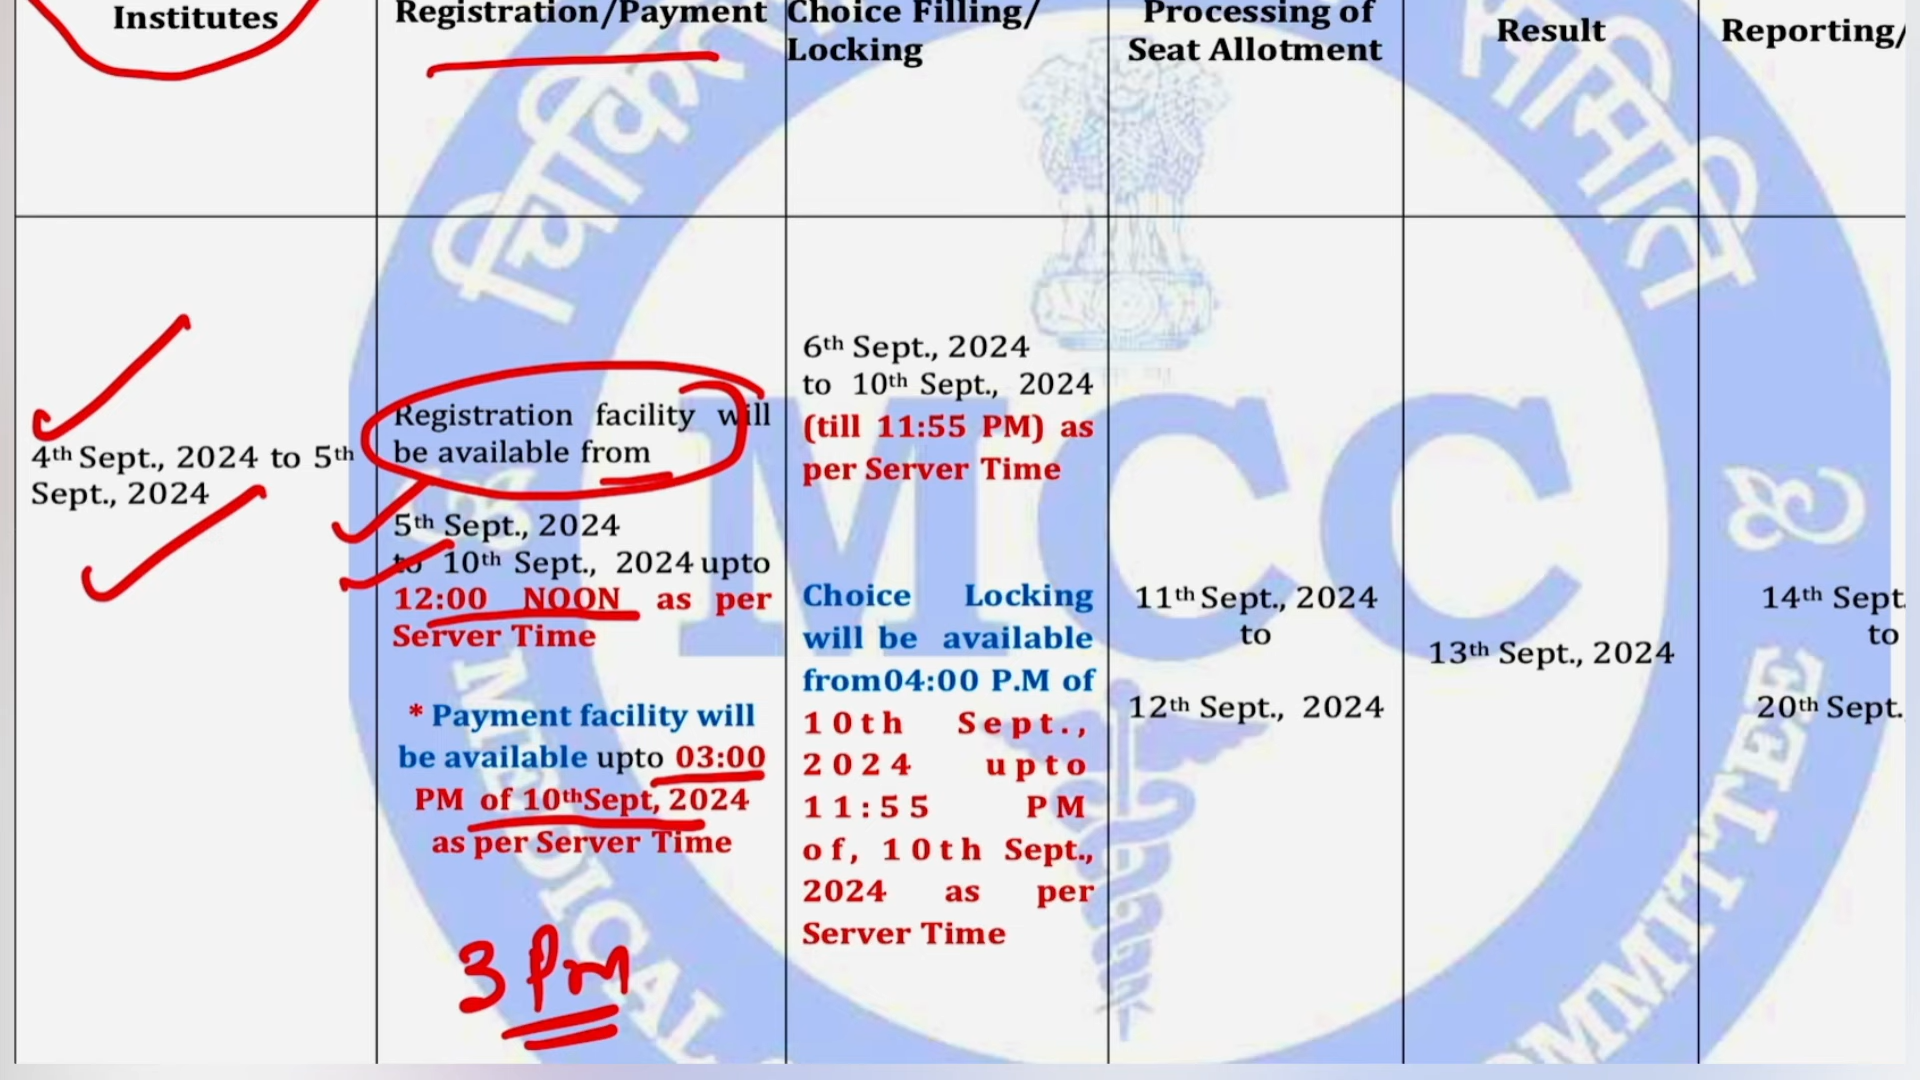 Institutes
Registration/Payment
Choice Filling/
Locking
Processing of
Seat Allotment
Result
Reporting/
4th Sept., 2024 to 5th
Sept., 2024
Registration facility will
be available from
5th Sept., 2024
to 10th Sept., 2024 upto
12:00 NOON as per
Server Time
* Payment facility will
be available upto 03:00
PM of 10thSept, 2024
as per Server Time
3 Pm
6th Sept., 2024
to 10th Sept., 2024
(till 11:55 PM) as
per Server Time
Choice Locking
will be available
from04:00 P.M of
10th Sept.,
2024 upto
11:55 PM
of, 10th Sept.,
2024 as per
Server Time
11th Sept., 2024
to
12th Sept., 2024
13th Sept., 2024
14th Sept
to
20th Sept.
MCC
MEDICAL
COMMITTEE
समिति